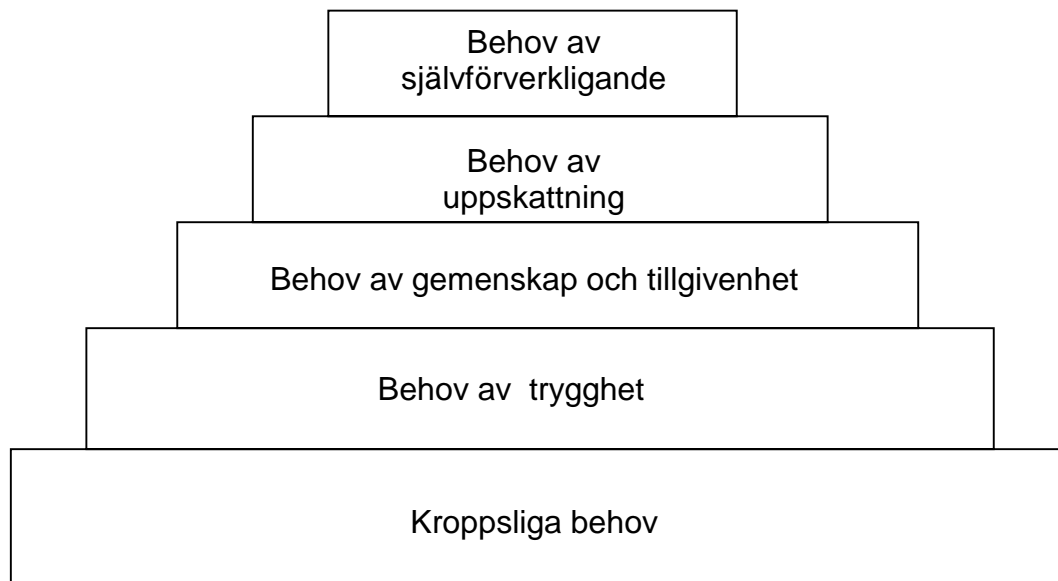 Behov av
självförverkligande
Behov av
uppskattning
Behov av gemenskap och tillgivenhet
Behov av  trygghet
Kroppsliga behov